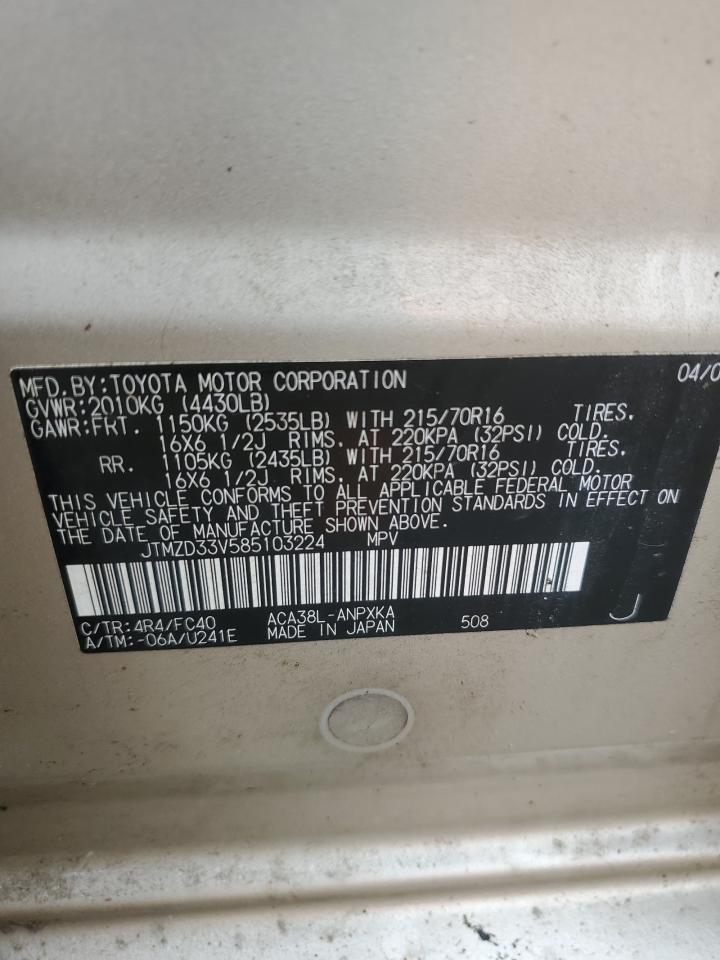 MFD.BY:TOYOTA MOTOR CORPORATION 04/0
GVWR:2010KG (4430LB)
GAWR:FRT. 1150KG (2535LB) WITH 215/70R16 TIRES.
16X6 1/2J RIMS. AT 220KPA (32PSI) COLD.
RR. 1105KG (2435LB) WITH 215/70R16 TIRES.
16X6 1/2J RIMS. AT 220KPA (32PSI) COLD.
THIS VEHICLE CONFORMS TO ALL APPLICABLE FEDERAL MOTOR
VEHICLE SAFETY AND THEFT PREVENTION STANDARDS IN EFFECT ON
THE DATE OF MANUFACTURE SHOWN ABOVE.
JTMZD33V585103224 MPV
C/TR:4R4/FC40 ACA38L-ANPXKA 508 J
A/TM:-06A/U241E MADE IN JAPAN